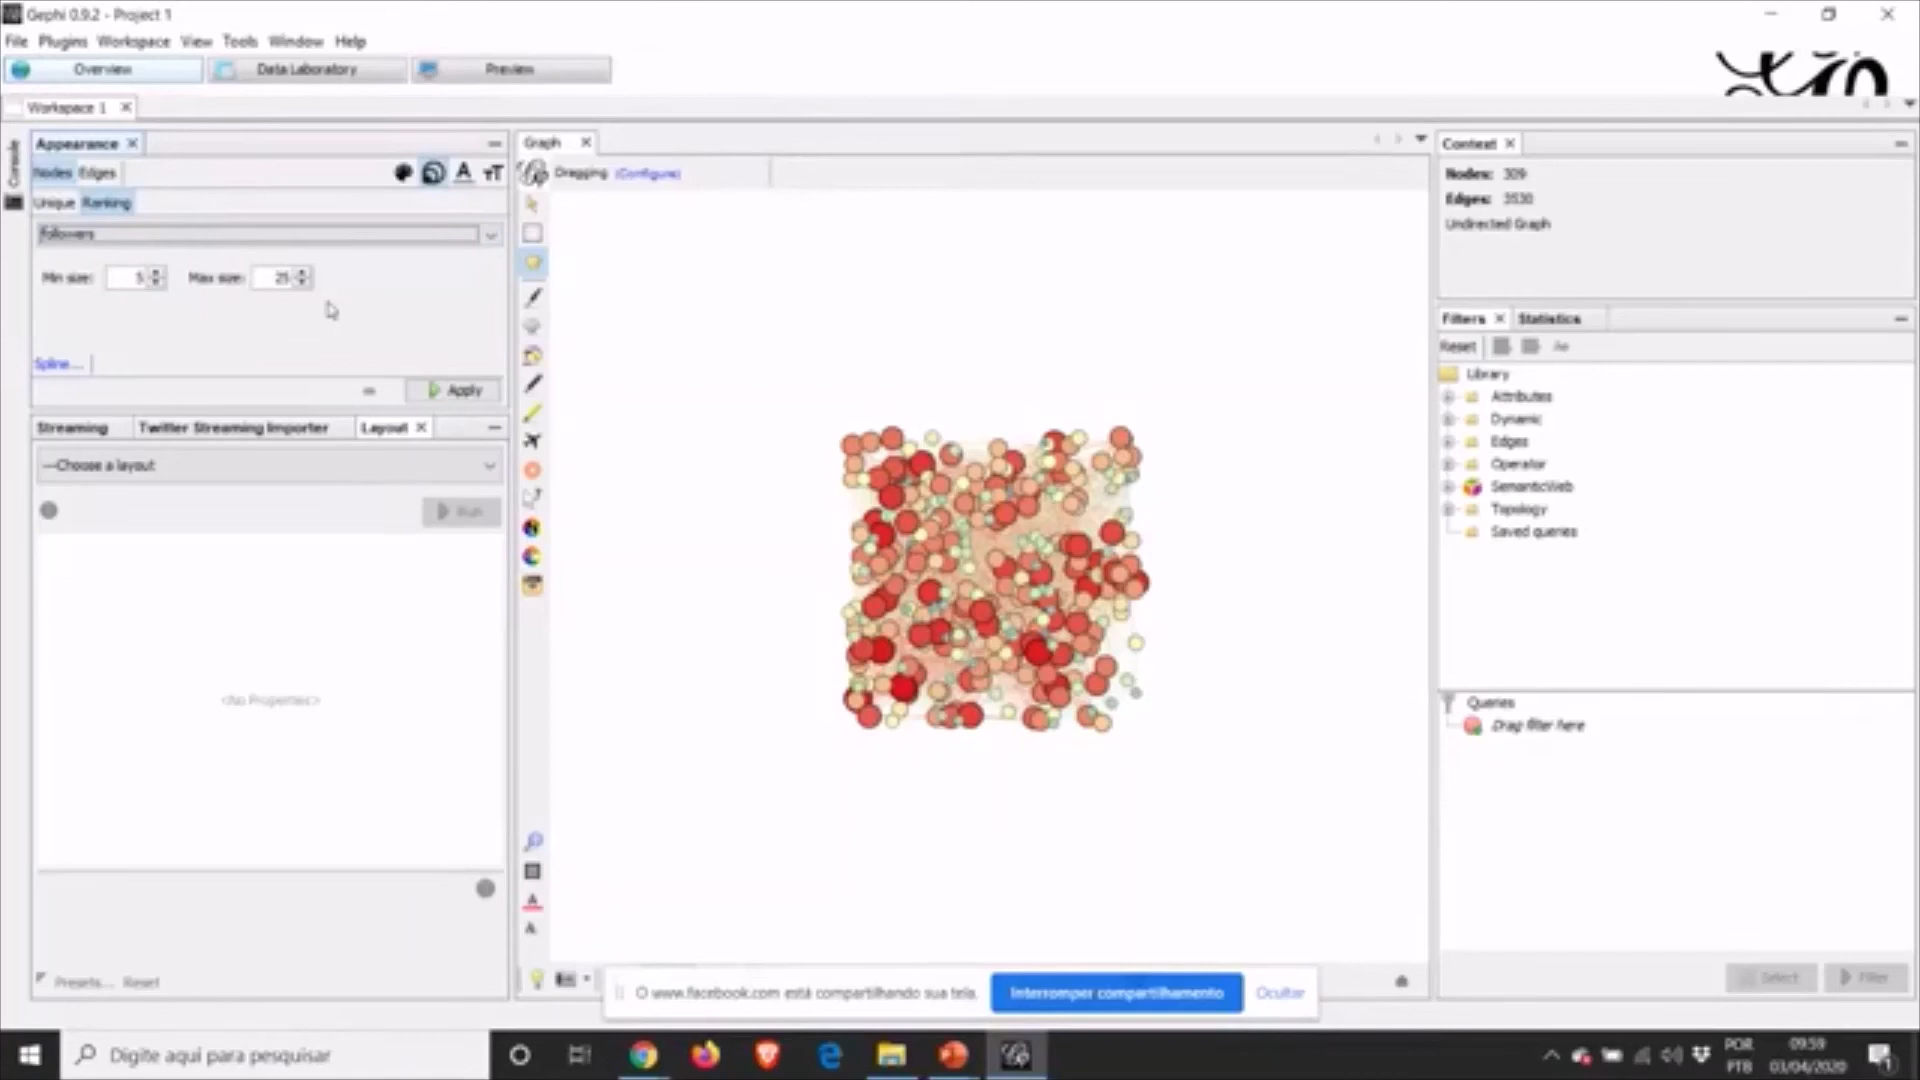 Gephi 0.9.2 - Project 1
File Plugins Workspace View Tools Window Help
Overview Data Laboratory Preview
Workspace 1
Console
Appearance
Nodes Edges
Unique Ranking
followers
Min size: 5 Max size: 25
Spline...
Apply
Streaming Twitter Streaming Importer Layout
---Choose a layout
Run
<No Properties>
Presets... Reset
Graph
Dragging (Configure)
Context
Nodes: 309
Edges: 3530
Undirected Graph
Filters Statistics
Reset
Library
Attributes
Dynamic
Edges
Operator
SemanticWeb
Topology
Saved queries
Queries
Drag filter here
Select Filter
O www.facebook.com está compartilhando sua tela. Interromper compartilhamento Ocultar
Digite aqui para pesquisar
POR
PTB
09:59
03/04/2020